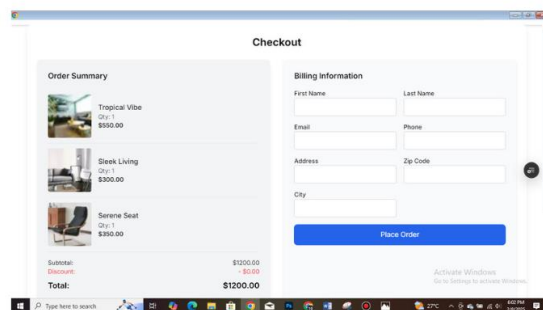 Checkout
Order Summary
Tropical Vibe
Qty: 1
$550.00
Sleek Living
Qty: 1
$300.00
Serene Seat
Qty: 1
$350.00
Subtotal: $1200.00
Discount: - $0.00
Total: $1200.00
Billing Information
First Name Last Name
Email Phone
Address Zip Code
City
Place Order
Activate Windows
Go to Settings to activate Windows.
Type here to search
27°C
6:02 PM